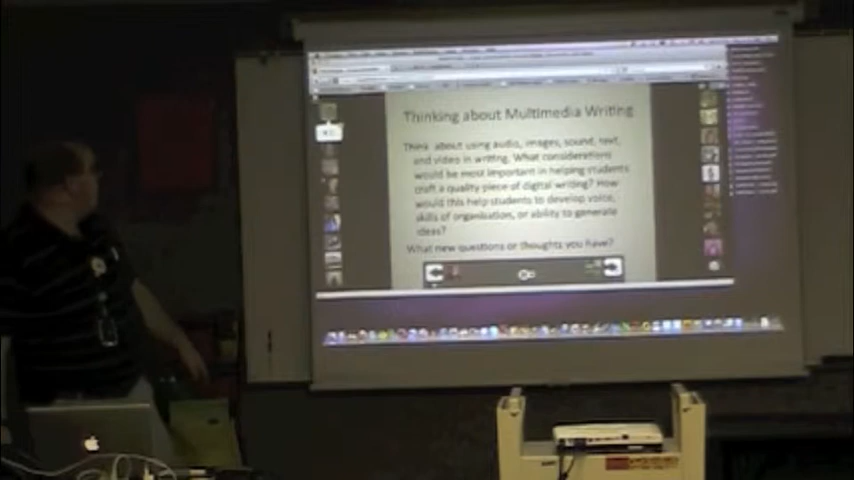 Thinking about Multimedia Writing
Think about using audio, images, sound, text,
and video in writing. What considerations
would be most important in helping students
craft a quality piece of digital writing? How
would this help students to develop voice,
skills of organization, or ability to generate
ideas?
What new questions or thoughts you have?